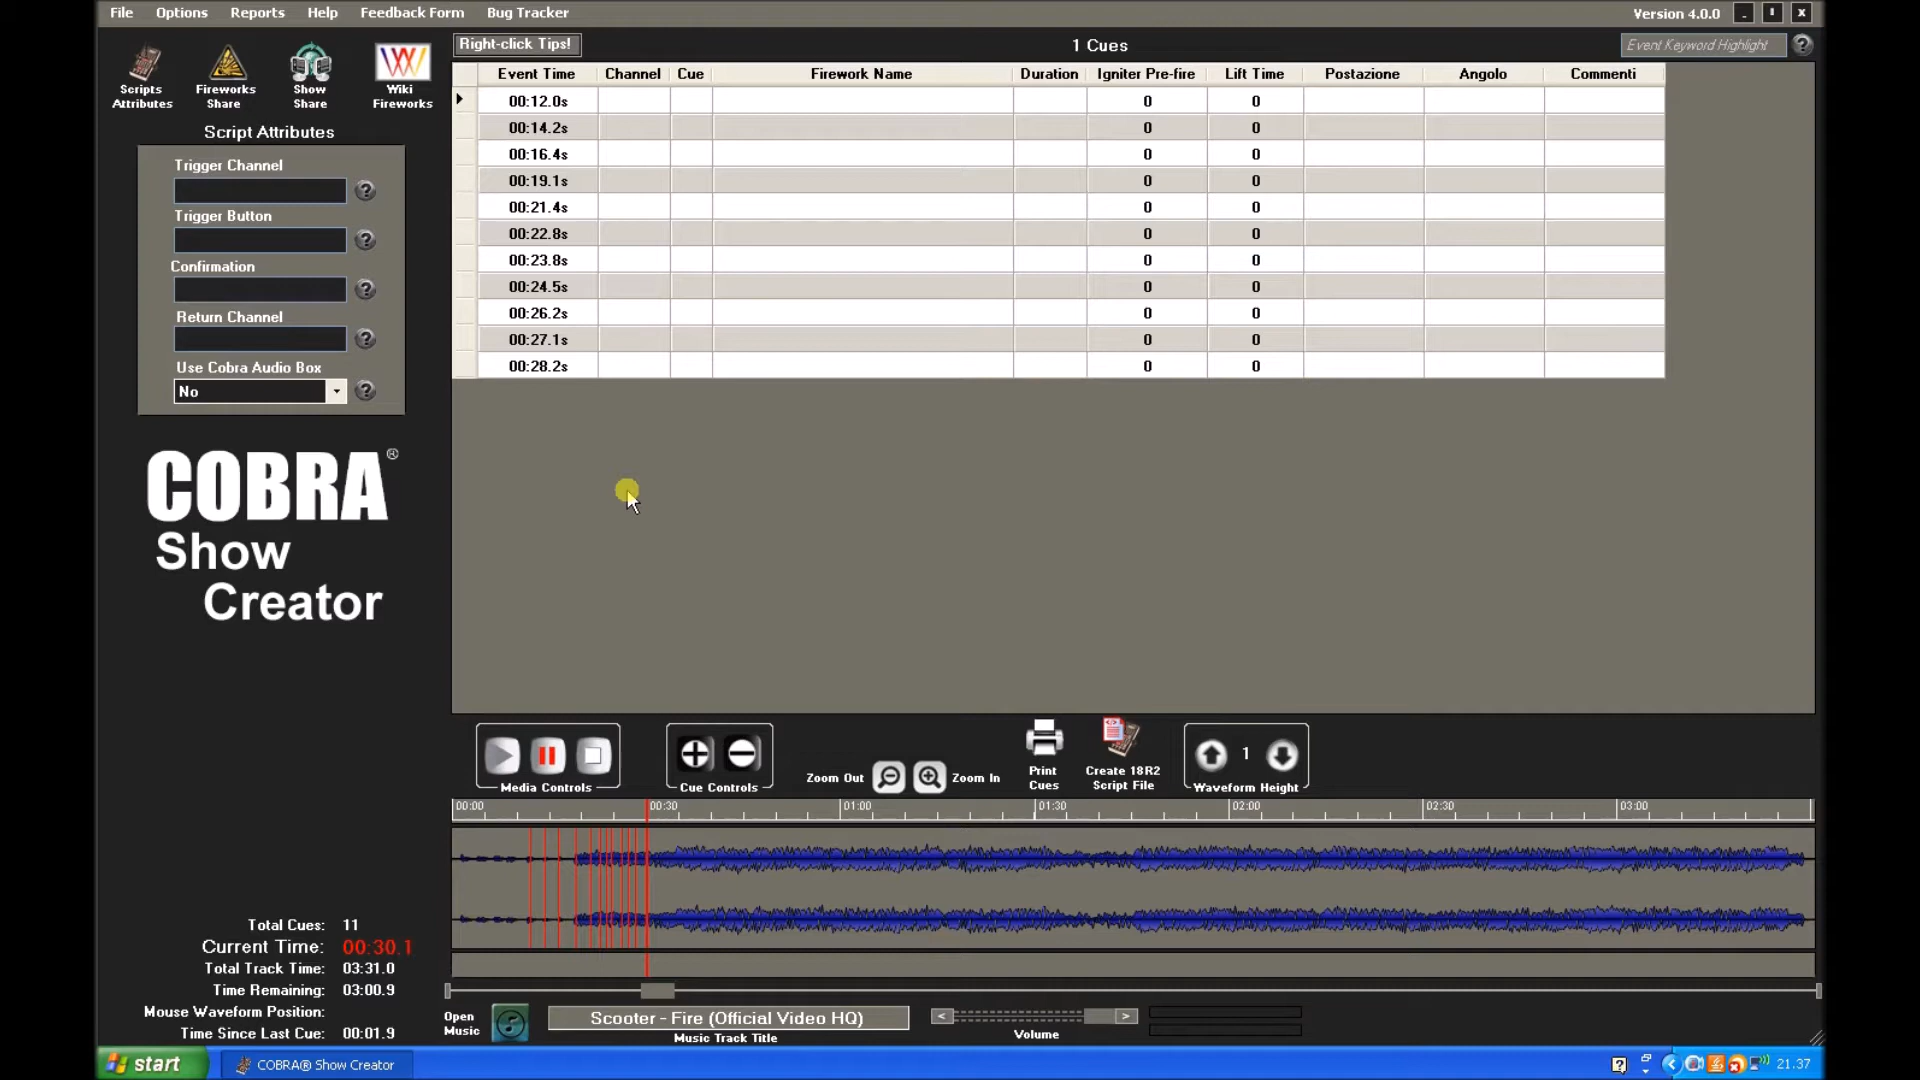 File Options Reports Help Feedback Form Bug Tracker Version 4.0.0
Scripts Attributes
Fireworks Share
Show Share
Wiki Fireworks
Right-click Tips!
1 Cues
Event Keyword Highlight
Script Attributes
Trigger Channel
Trigger Button
Confirmation
Return Channel
Use Cobra Audio Box
No
COBRA®
Show
Creator
Event Time Channel Cue Firework Name Duration Igniter Pre-fire Lift Time Postazione Angolo Commenti
00:12.0s 0 0
00:14.2s 0 0
00:16.4s 0 0
00:19.1s 0 0
00:21.4s 0 0
00:22.8s 0 0
00:23.8s 0 0
00:24.5s 0 0
00:26.2s 0 0
00:27.1s 0 0
00:28.2s 0 0
Media Controls
Cue Controls
Zoom Out
Zoom In
Print Cues
Create 18R2 Script File
1
Waveform Height
00:00 00:30 01:00 01:30 02:00 02:30 03:00
Total Cues: 11
Current Time: 00:30.1
Total Track Time: 03:31.0
Time Remaining: 03:00.9
Mouse Waveform Position:
Time Since Last Cue: 00:01.9
Open Music
Scooter - Fire (Official Video HQ)
Music Track Title
< >
Volume
start
COBRA® Show Creator
21.37